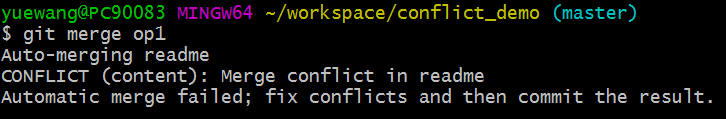 yuewang@PC90083 MINGW64 ~/workspace/conflict_demo (master)
$ git merge op1
Auto-merging readme
CONFLICT (content): Merge conflict in readme
Automatic merge failed; fix conflicts and then commit the result.